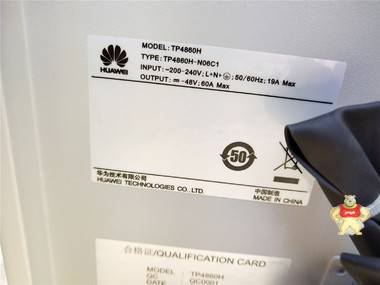 MODEL: TP4860H
TYPE: TP4860H-N06C1
INPUT: ~200-240V; L+N+⏚; 50/60Hz; 19A Max
OUTPUT: ⎓ -48V; 60A Max
HUAWEI
50
华为技术有限公司
HUAWEI TECHNOLOGIES CO., LTD.
中国制造
MADE IN CHINA
合格证/QUALIFICATION CARD
MODEL TP4860H
QC QC0001
DATE